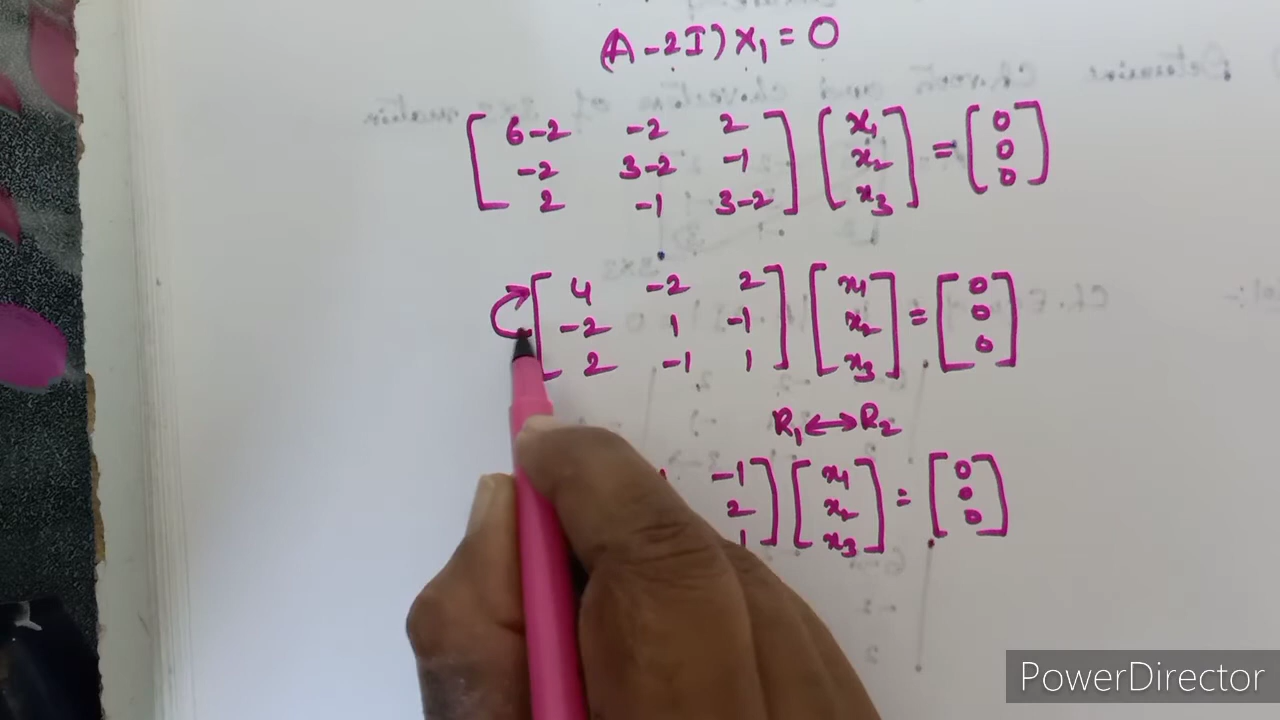 (A-2I) x₁ = 0
[6-2 -2 2] [x₁] = [0]
[-2 3-2 -1] [x₂] [0]
[2 -1 3-2] [x₃] [0]
[4 -2 2] [x₁] = [0]
[-2 1 -1] [x₂] [0]
[2 -1 1] [x₃] [0]
R₁ ↔ R₂
-1] [x₁] = [0]
2] [x₂] [0]
1] [x₃] [0]
PowerDirector